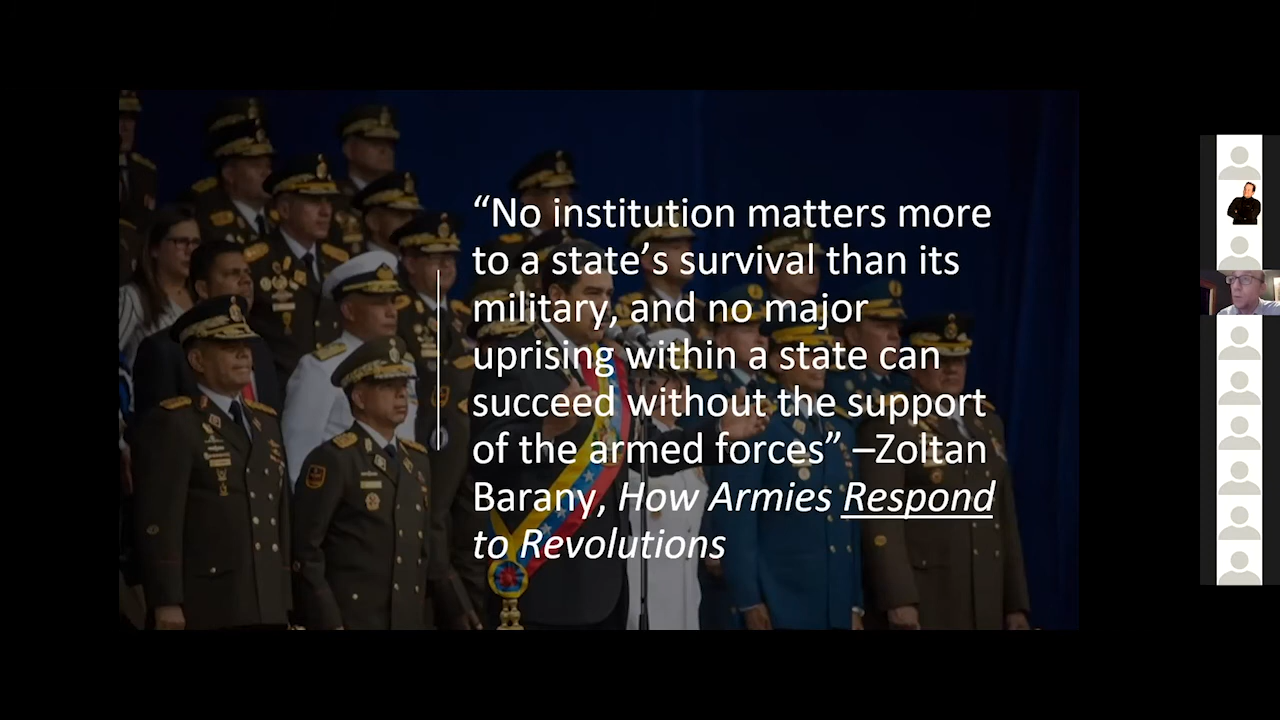 “No institution matters more
to a state’s survival than its
military, and no major
uprising within a state can
succeed without the support
of the armed forces” –Zoltan
Barany, How Armies Respond
to Revolutions